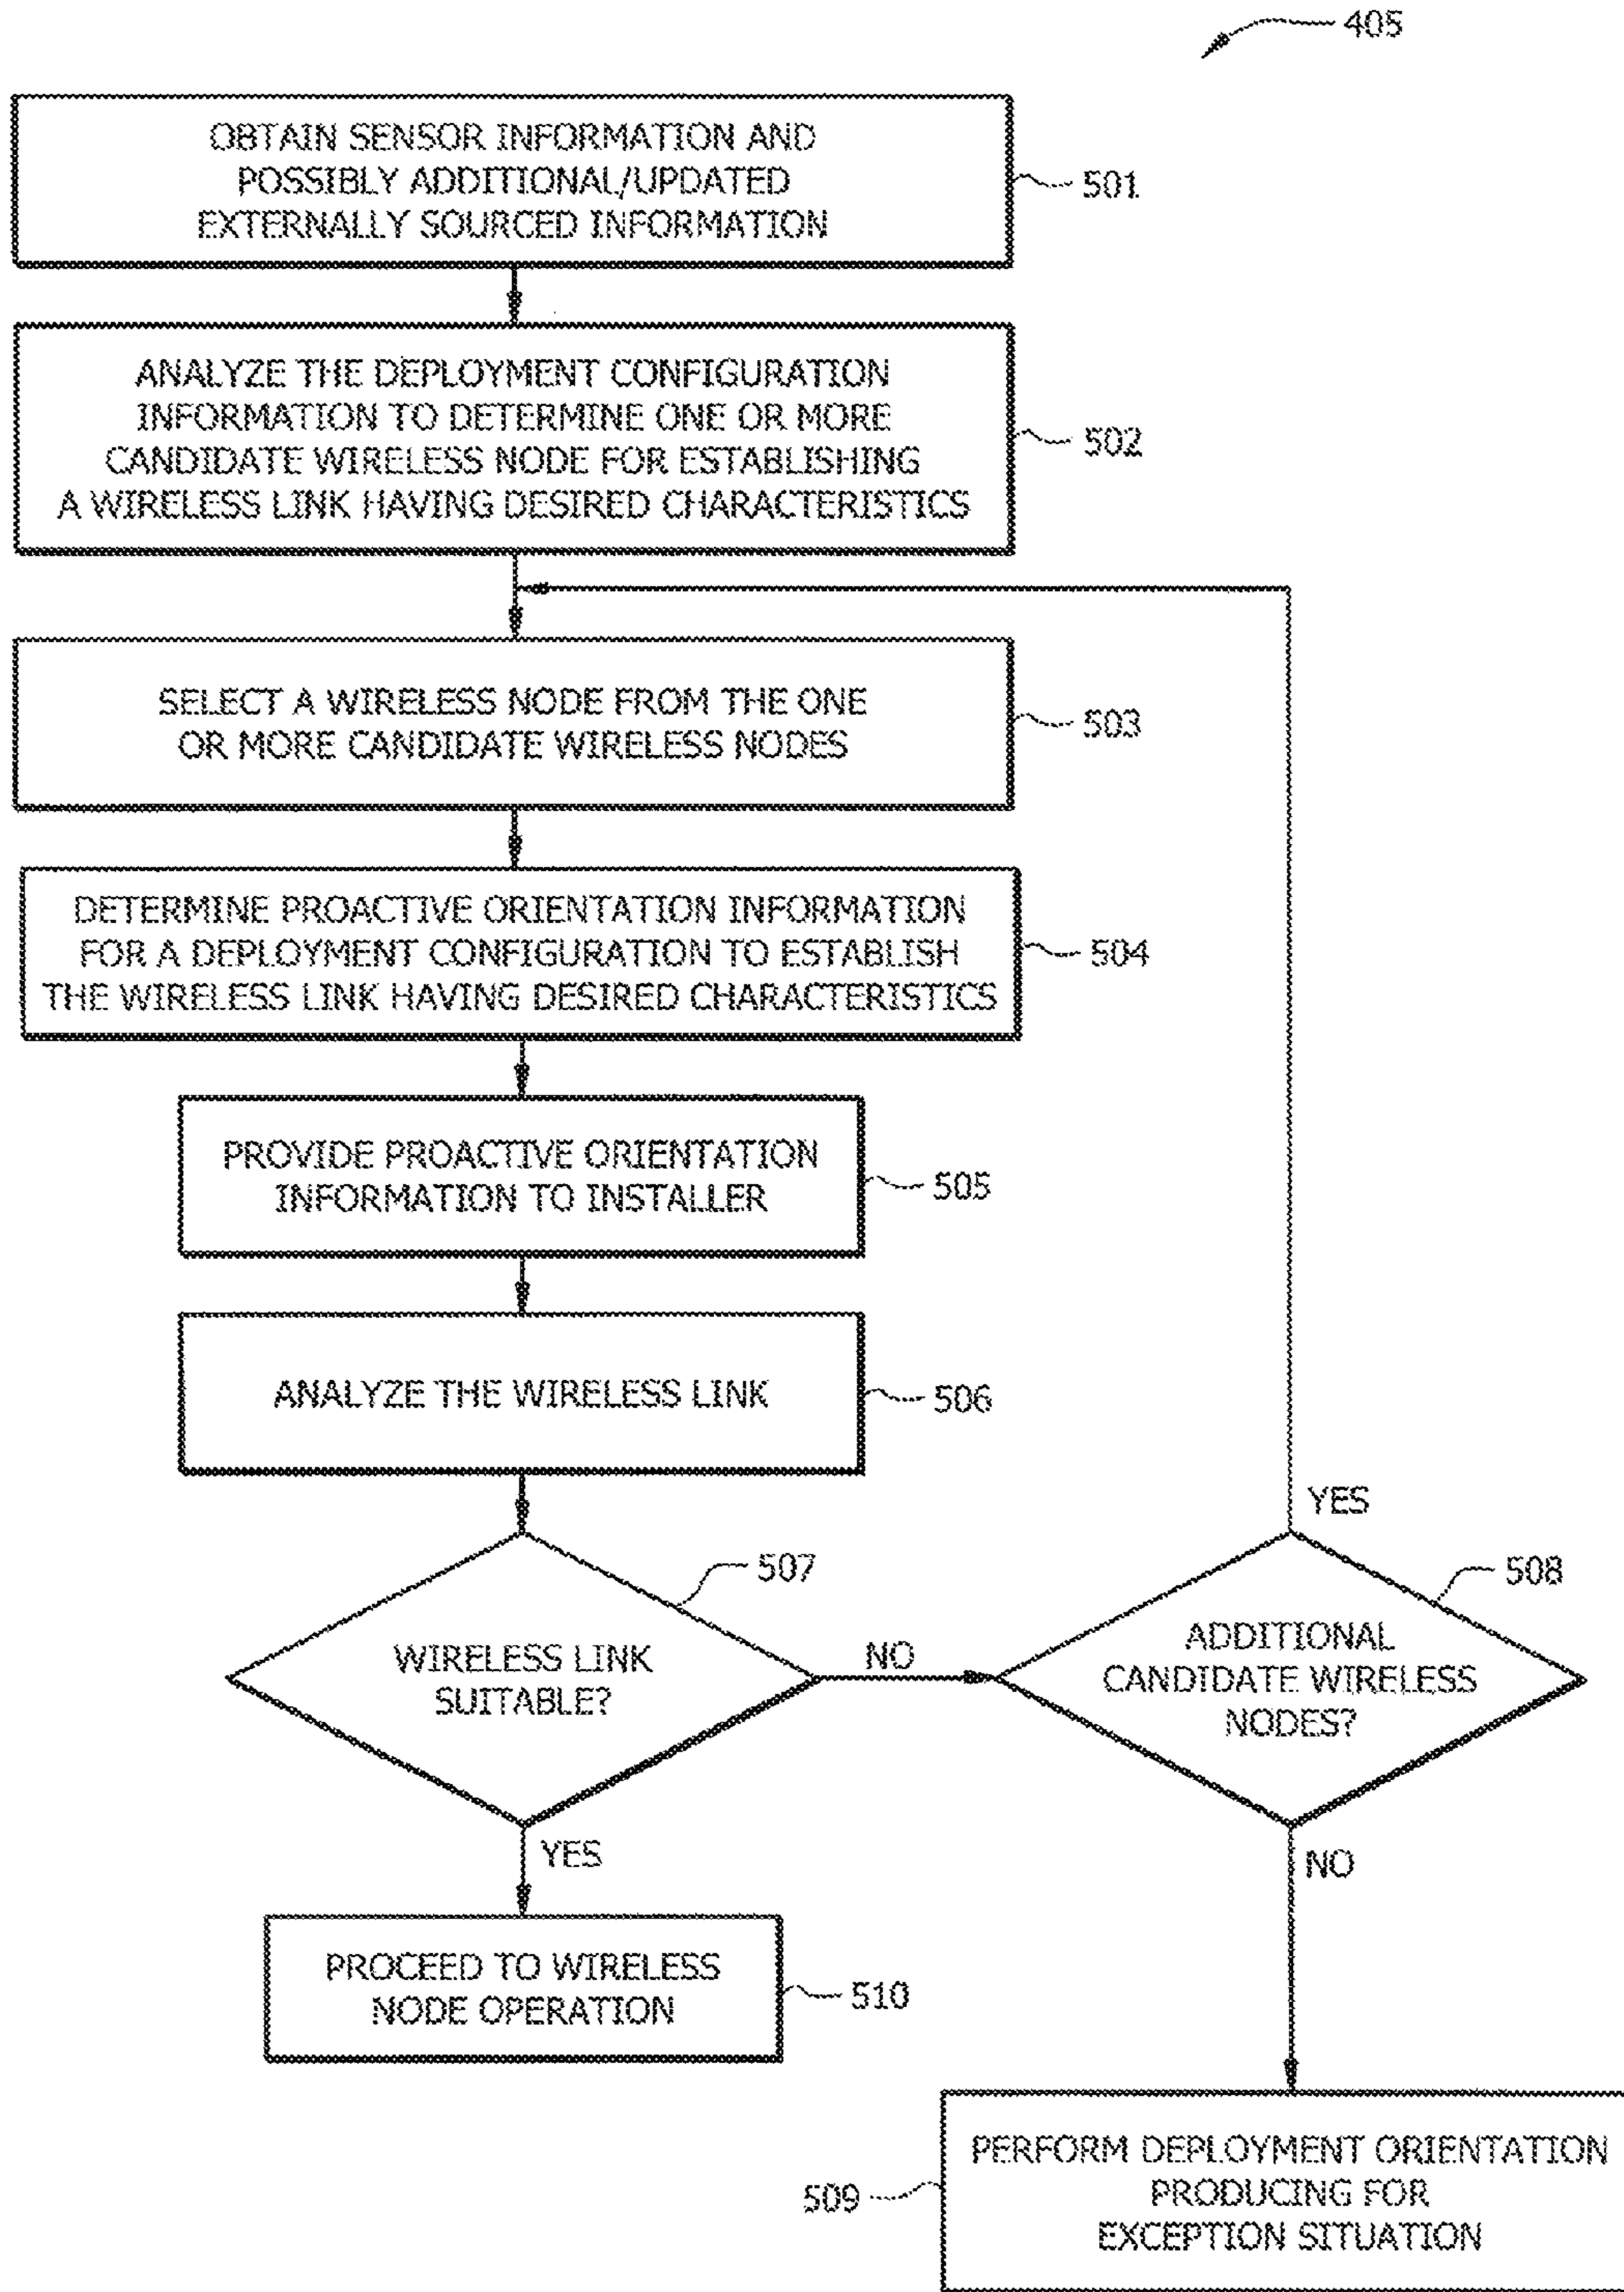 405
OBTAIN SENSOR INFORMATION AND
POSSIBLY ADDITIONAL/UPDATED
EXTERNALLY SOURCED INFORMATION
501
ANALYZE THE DEPLOYMENT CONFIGURATION
INFORMATION TO DETERMINE ONE OR MORE
CANDIDATE WIRELESS NODE FOR ESTABLISHING
A WIRELESS LINK HAVING DESIRED CHARACTERISTICS
502
SELECT A WIRELESS NODE FROM THE ONE
OR MORE CANDIDATE WIRELESS NODES
503
DETERMINE PROACTIVE ORIENTATION INFORMATION
FOR A DEPLOYMENT CONFIGURATION TO ESTABLISH
THE WIRELESS LINK HAVING DESIRED CHARACTERISTICS
504
PROVIDE PROACTIVE ORIENTATION
INFORMATION TO INSTALLER
505
ANALYZE THE WIRELESS LINK
506
WIRELESS LINK
SUITABLE?
507
NO
YES
ADDITIONAL
CANDIDATE WIRELESS
NODES?
508
YES
NO
PROCEED TO WIRELESS
NODE OPERATION
510
PERFORM DEPLOYMENT ORIENTATION
PRODUCING FOR
EXCEPTION SITUATION
509